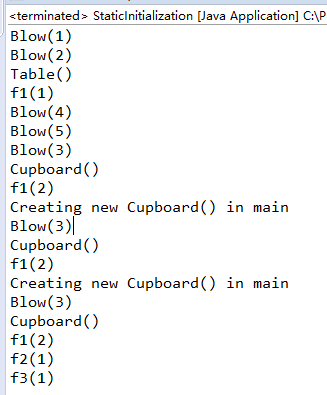 <terminated> StaticInitialization [Java Application] C:\P
Blow(1)
Blow(2)
Table()
f1(1)
Blow(4)
Blow(5)
Blow(3)
Cupboard()
f1(2)
Creating new Cupboard() in main
Blow(3)
Cupboard()
f1(2)
Creating new Cupboard() in main
Blow(3)
Cupboard()
f1(2)
f2(1)
f3(1)